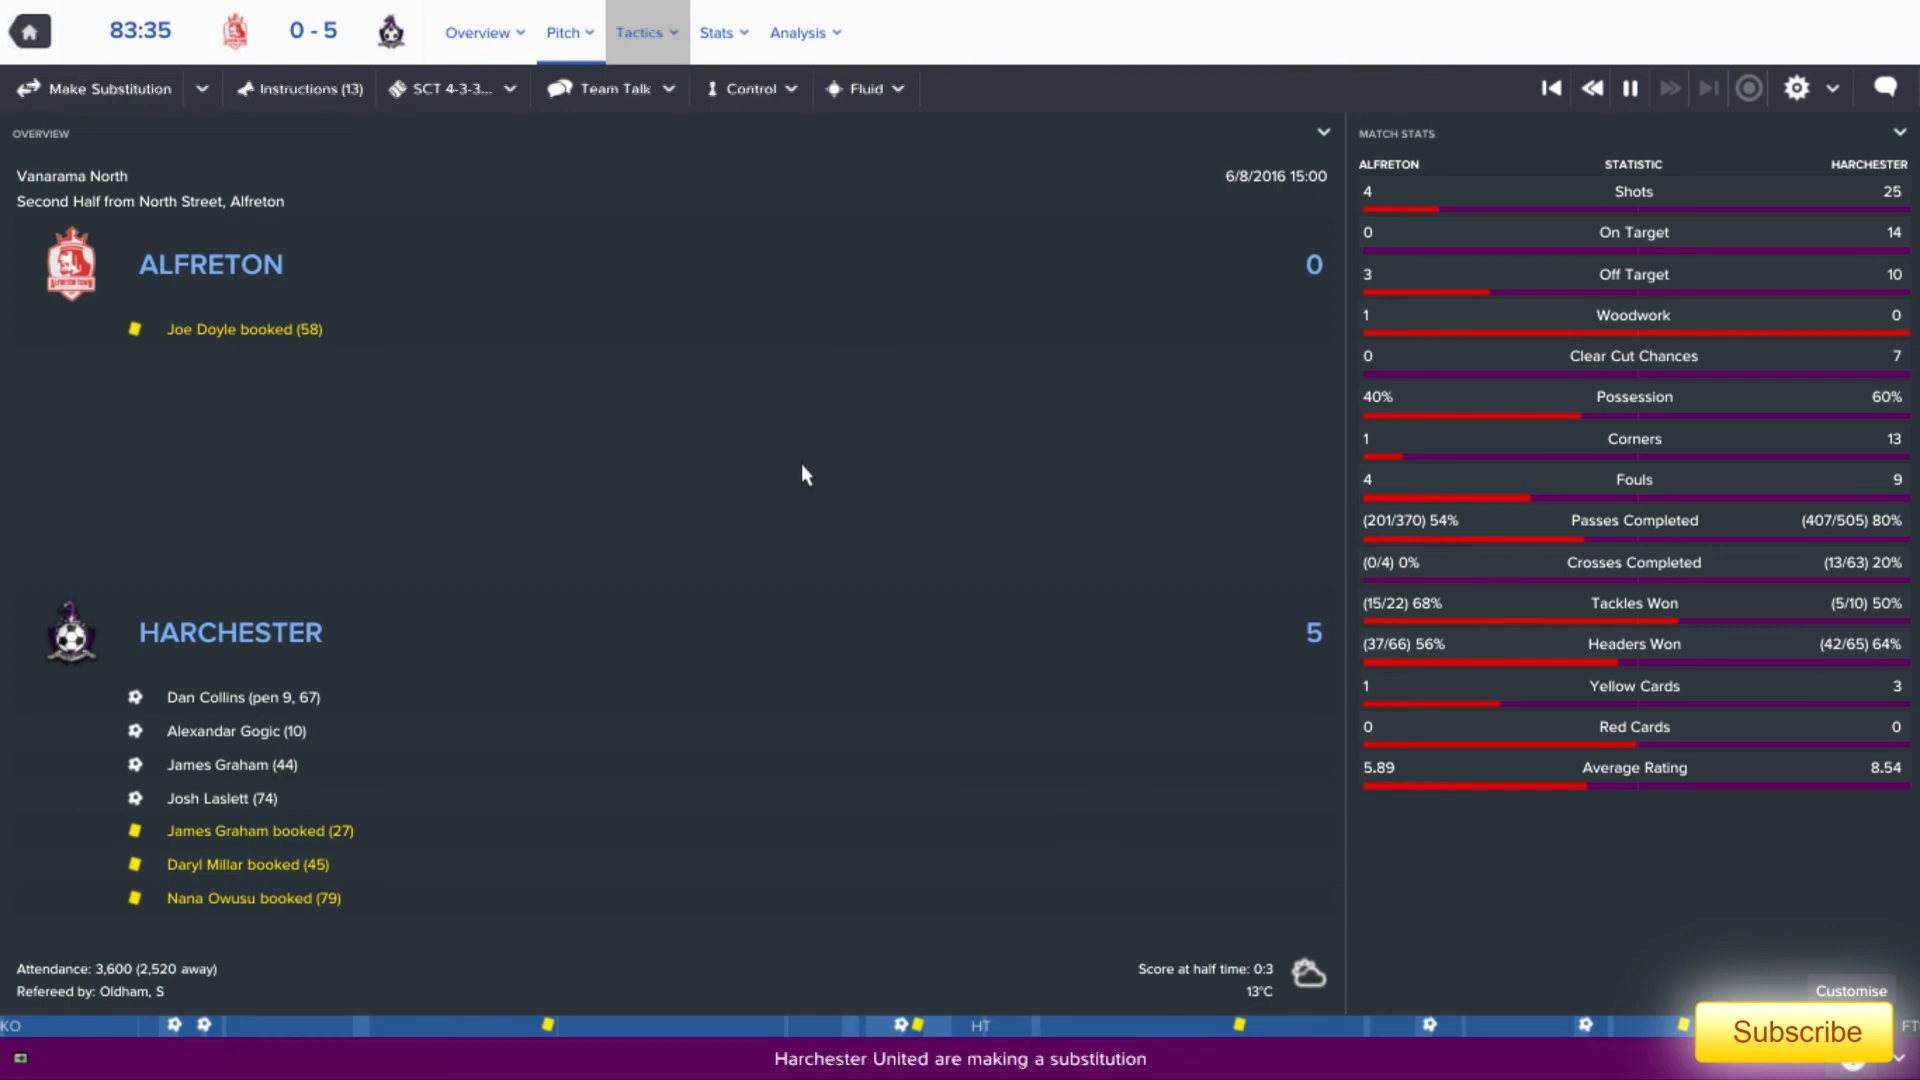 83:35
0 - 5
Overview
Pitch
Tactics
Stats
Analysis
Make Substitution
Instructions (13)
SCT 4-3-3...
Team Talk
Control
Fluid
OVERVIEW
Vanarama North
6/8/2016 15:00
Second Half from North Street, Alfreton
ALFRETON 0
Joe Doyle booked (58)
HARCHESTER 5
Dan Collins (pen 9, 67)
Alexandar Gogic (10)
James Graham (44)
Josh Laslett (74)
James Graham booked (27)
Daryl Millar booked (45)
Nana Owusu booked (79)
Attendance: 3,600 (2,520 away)
Score at half time: 0:3
Refereed by: Oldham, S
13°C
MATCH STATS
ALFRETON STATISTIC HARCHESTER
4 Shots 25
0 On Target 14
3 Off Target 10
1 Woodwork 0
0 Clear Cut Chances 7
40% Possession 60%
1 Corners 13
4 Fouls 9
(201/370) 54% Passes Completed (407/505) 80%
(0/4) 0% Crosses Completed (13/63) 20%
(15/22) 68% Tackles Won (5/10) 50%
(37/66) 56% Headers Won (42/65) 64%
1 Yellow Cards 3
0 Red Cards 0
5.89 Average Rating 8.54
Customise
KO HT FT
Subscribe
Harchester United are making a substitution